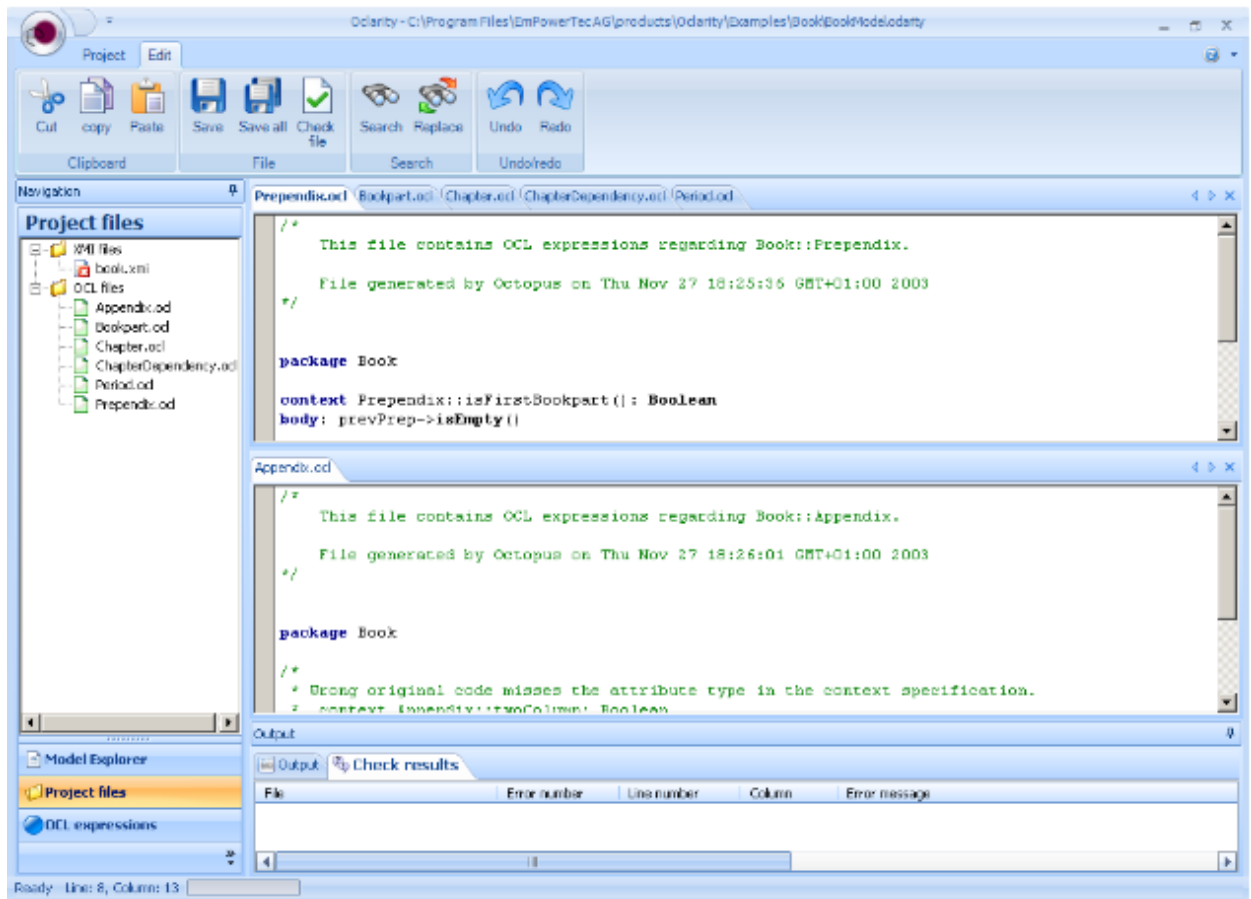 Oclarity - C:\Program Files\EmPowerTec AG\products\Oclarity\Examples\Book\BookModel.oclarity
Project Edit
Cut copy Paste Save Save all Check file Search Replace Undo Redo
Clipboard File Search Undo/redo
Navigation
Project files
XMI files
book.xmi
OCL files
Appendix.ocl
Bookpart.ocl
Chapter.ocl
ChapterDependency.ocl
Period.ocl
Prependix.ocl
Model Explorer
Project files
OCL expressions
Prependix.ocl Bookpart.ocl Chapter.ocl ChapterDependency.ocl Period.ocl
/*
This file contains OCL expressions regarding Book::Prependix.
File generated by Octopus on Thu Nov 27 18:25:36 GMT+01:00 2003
*/
package Book
context Prependix::isFirstBookpart(): Boolean
body: prevPrep->isEmpty()
Appendix.ocl
/*
This file contains OCL expressions regarding Book::Appendix.
File generated by Octopus on Thu Nov 27 18:26:01 GMT+01:00 2003
*/
package Book
/*
* Wrong original code misses the attribute type in the context specification.
* context Appendix::twoColumn: Boolean
Output
Output Check results
File Error number Line number Column Error message
Ready Line: 8, Column: 13